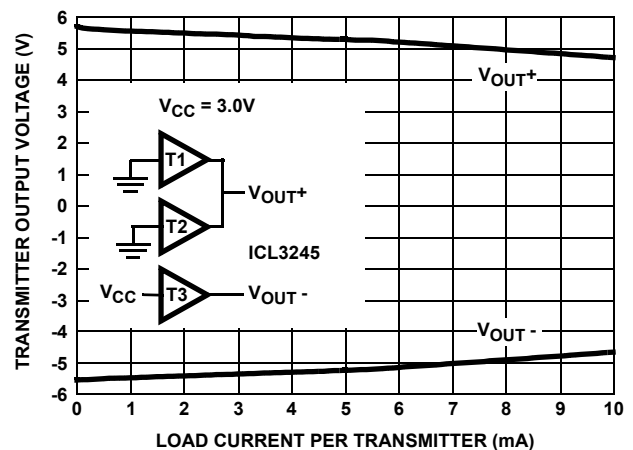 TRANSMITTER OUTPUT VOLTAGE (V)
6
5
4
3
2
1
0
-1
-2
-3
-4
-5
-6
VOUT+
VCC = 3.0V
T1
VOUT+
T2
ICL3245
VCC
T3
VOUT -
VOUT -
0 1 2 3 4 5 6 7 8 9 10
LOAD CURRENT PER TRANSMITTER (mA)